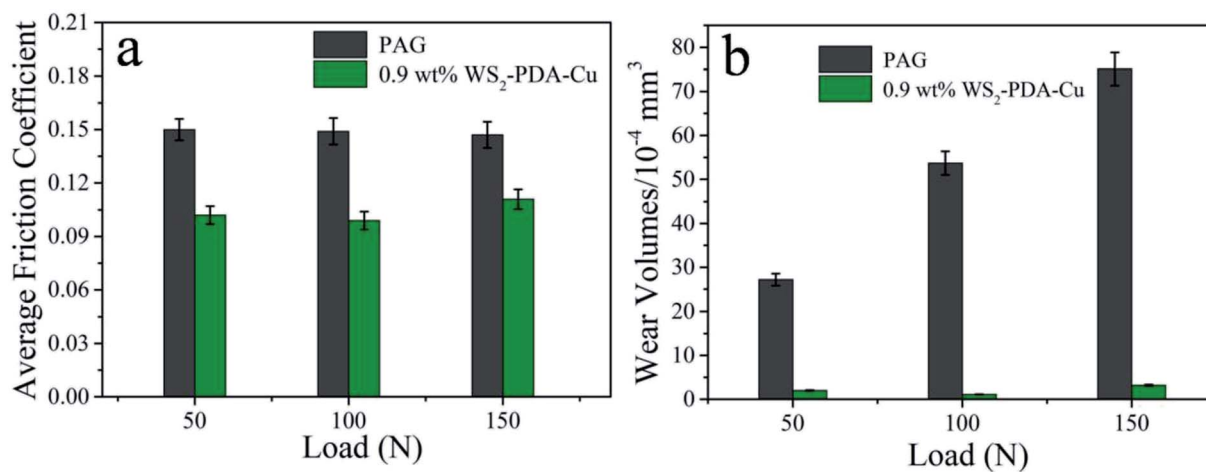 a
PAG
0.9 wt% WS₂-PDA-Cu
Average Friction Coefficient
0.21
0.18
0.15
0.12
0.09
0.06
0.03
0.00
50
100
150
Load (N)
b
PAG
0.9 wt% WS₂-PDA-Cu
Wear Volumes/10⁻⁴ mm³
85
80
75
70
60
50
40
30
20
10
0
50
100
150
Load (N)